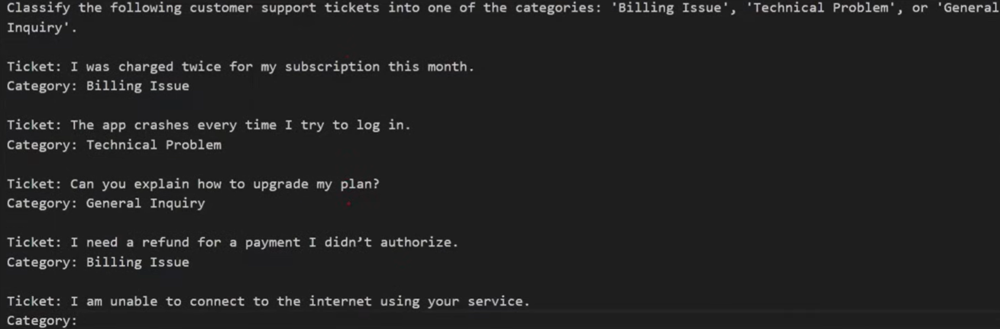 Classify the following customer support tickets into one of the categories: 'Billing Issue', 'Technical Problem', or 'General
Inquiry'.
Ticket: I was charged twice for my subscription this month.
Category: Billing Issue
Ticket: The app crashes every time I try to log in.
Category: Technical Problem
Ticket: Can you explain how to upgrade my plan?
Category: General Inquiry
Ticket: I need a refund for a payment I didn’t authorize.
Category: Billing Issue
Ticket: I am unable to connect to the internet using your service.
Category: